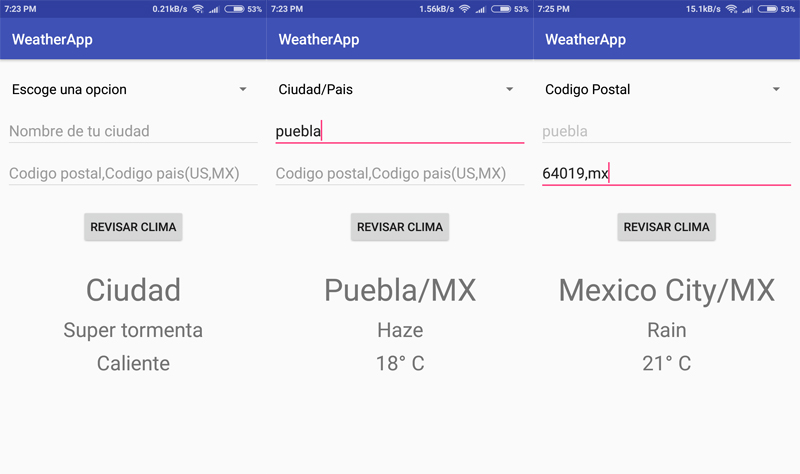 7:23 PM 0.21kB/s 53%
WeatherApp
Escoge una opcion
Nombre de tu ciudad
Codigo postal,Codigo pais(US,MX)
REVISAR CLIMA
Ciudad
Super tormenta
Caliente
7:23 PM 1.56kB/s 53%
WeatherApp
Ciudad/Pais
puebla
Codigo postal,Codigo pais(US,MX)
REVISAR CLIMA
Puebla/MX
Haze
18° C
7:25 PM 15.1kB/s 53%
WeatherApp
Codigo Postal
puebla
64019,mx
REVISAR CLIMA
Mexico City/MX
Rain
21° C